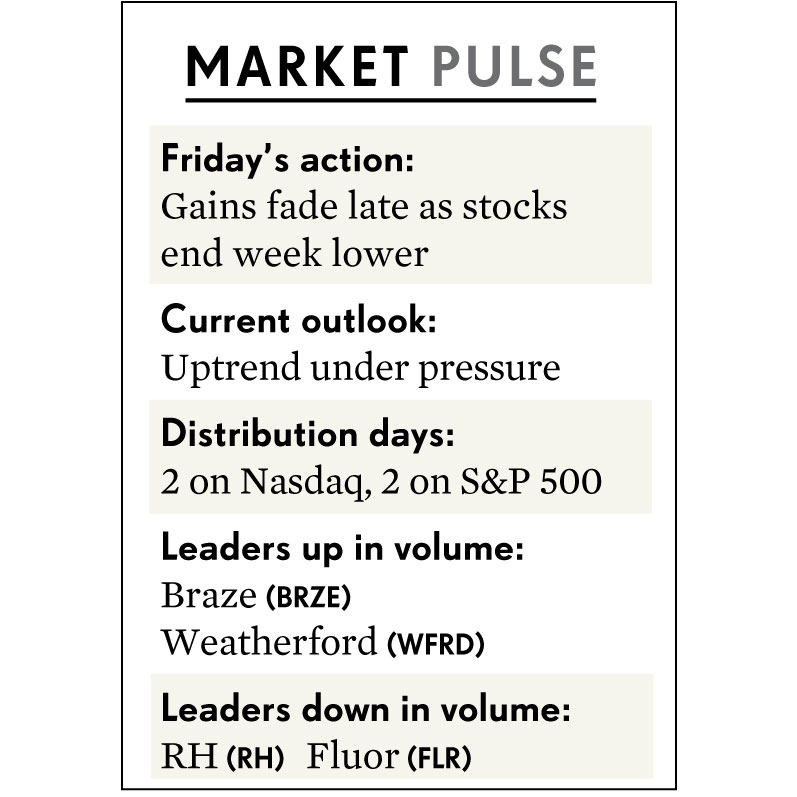 MARKET PULSE
Friday’s action:
Gains fade late as stocks
end week lower
Current outlook:
Uptrend under pressure
Distribution days:
2 on Nasdaq, 2 on S&P 500
Leaders up in volume:
Braze (BRZE)
Weatherford (WFRD)
Leaders down in volume:
RH (RH) Fluor (FLR)